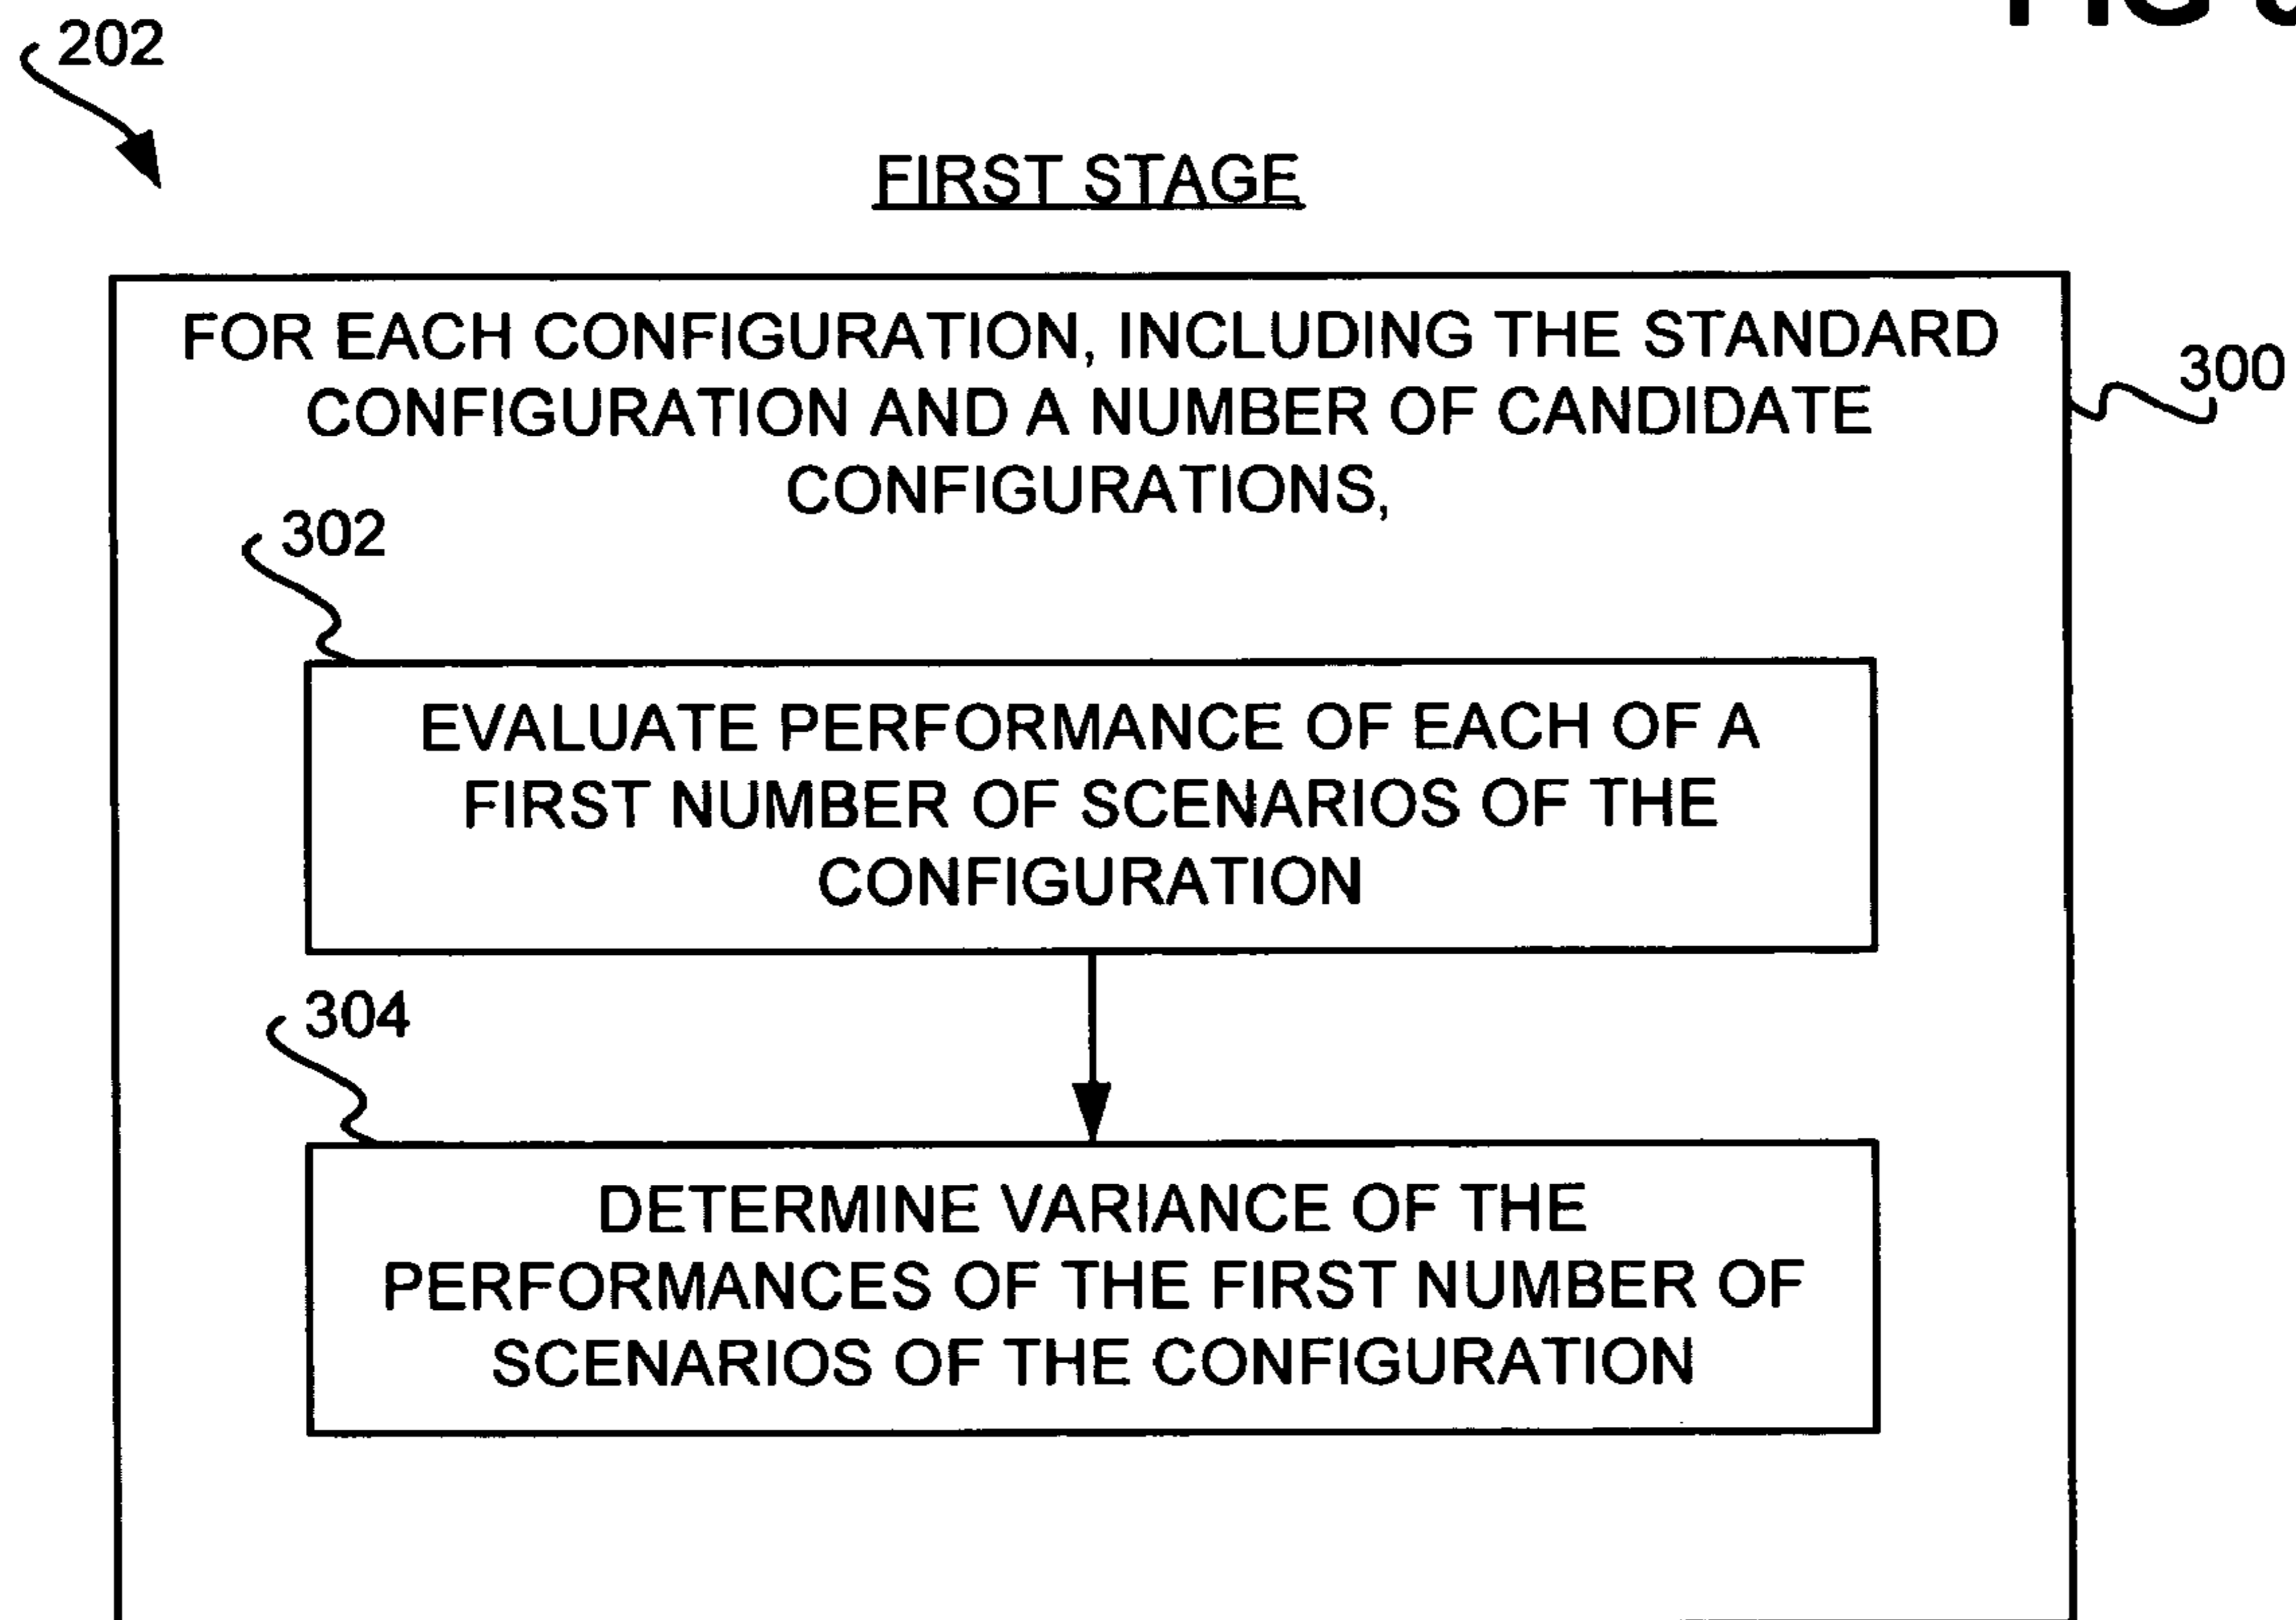 FIG
202
FIRST STAGE
FOR EACH CONFIGURATION, INCLUDING THE STANDARD
CONFIGURATION AND A NUMBER OF CANDIDATE
CONFIGURATIONS,
300
302
EVALUATE PERFORMANCE OF EACH OF A
FIRST NUMBER OF SCENARIOS OF THE
CONFIGURATION
304
DETERMINE VARIANCE OF THE
PERFORMANCES OF THE FIRST NUMBER OF
SCENARIOS OF THE CONFIGURATION